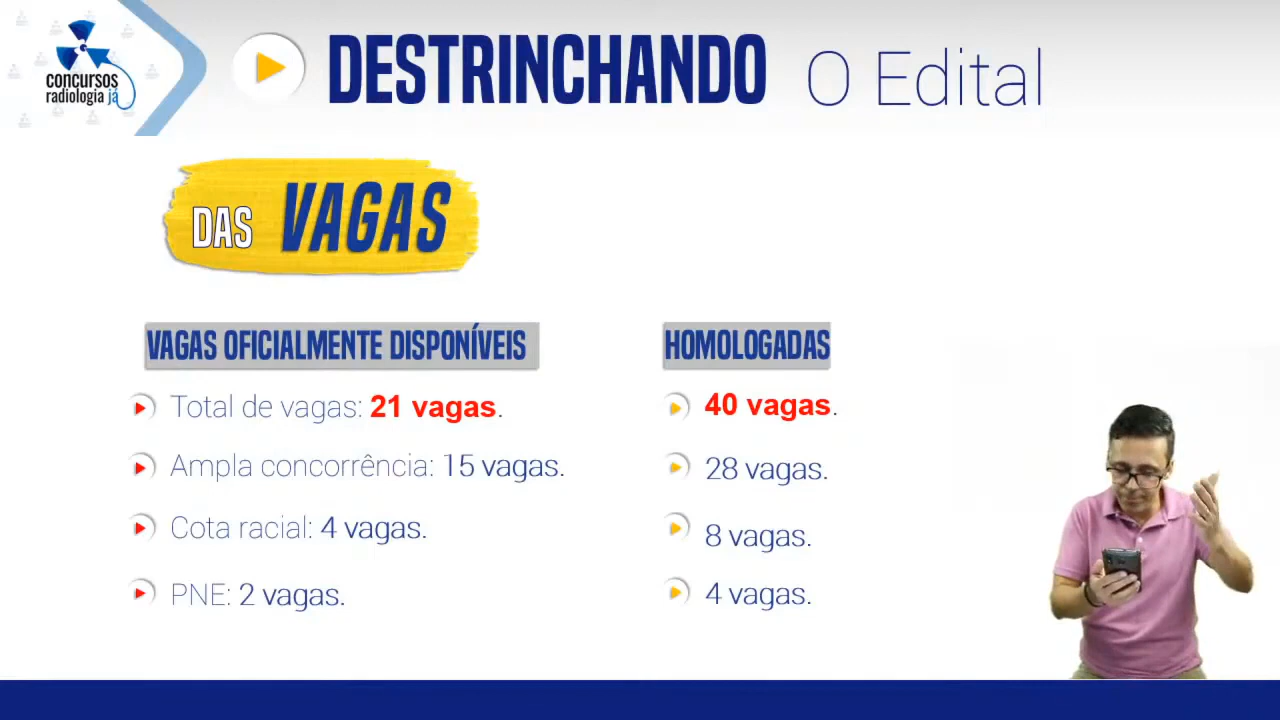 concursos
radiologia já
DESTRINCHANDO O Edital
DAS VAGAS
VAGAS OFICIALMENTE DISPONÍVEIS
Total de vagas: 21 vagas.
Ampla concorrência: 15 vagas.
Cota racial: 4 vagas.
PNE: 2 vagas.
HOMOLOGADAS
40 vagas.
28 vagas.
8 vagas.
4 vagas.